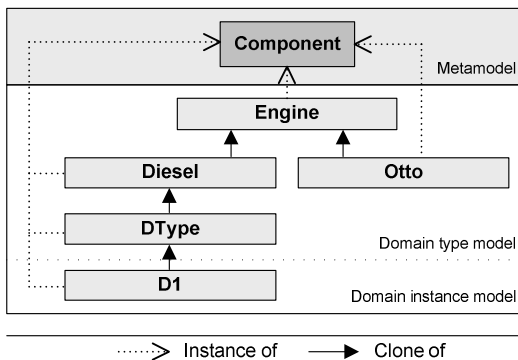 Component
Metamodel
Engine
Diesel
Otto
DType
Domain type model
D1
Domain instance model
Instance of
Clone of